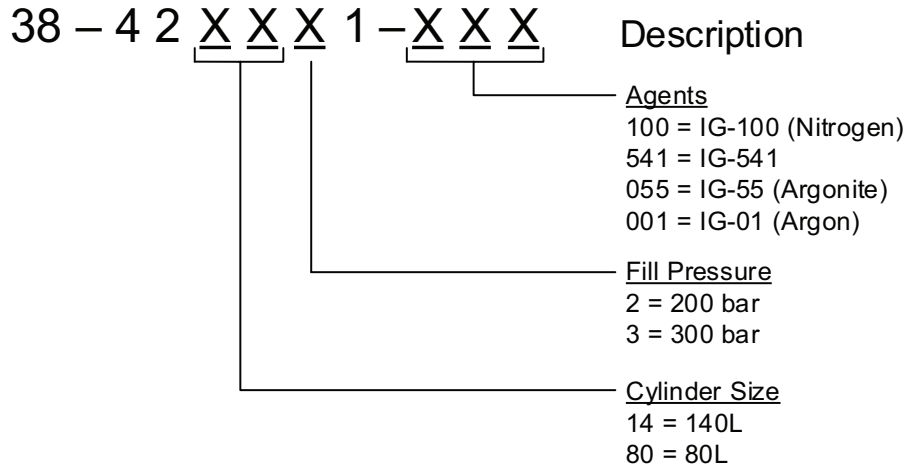 38 – 4 2 X X X 1 – X X X Description
Agents
100 = IG-100 (Nitrogen)
541 = IG-541
055 = IG-55 (Argonite)
001 = IG-01 (Argon)
Fill Pressure
2 = 200 bar
3 = 300 bar
Cylinder Size
14 = 140L
80 = 80L